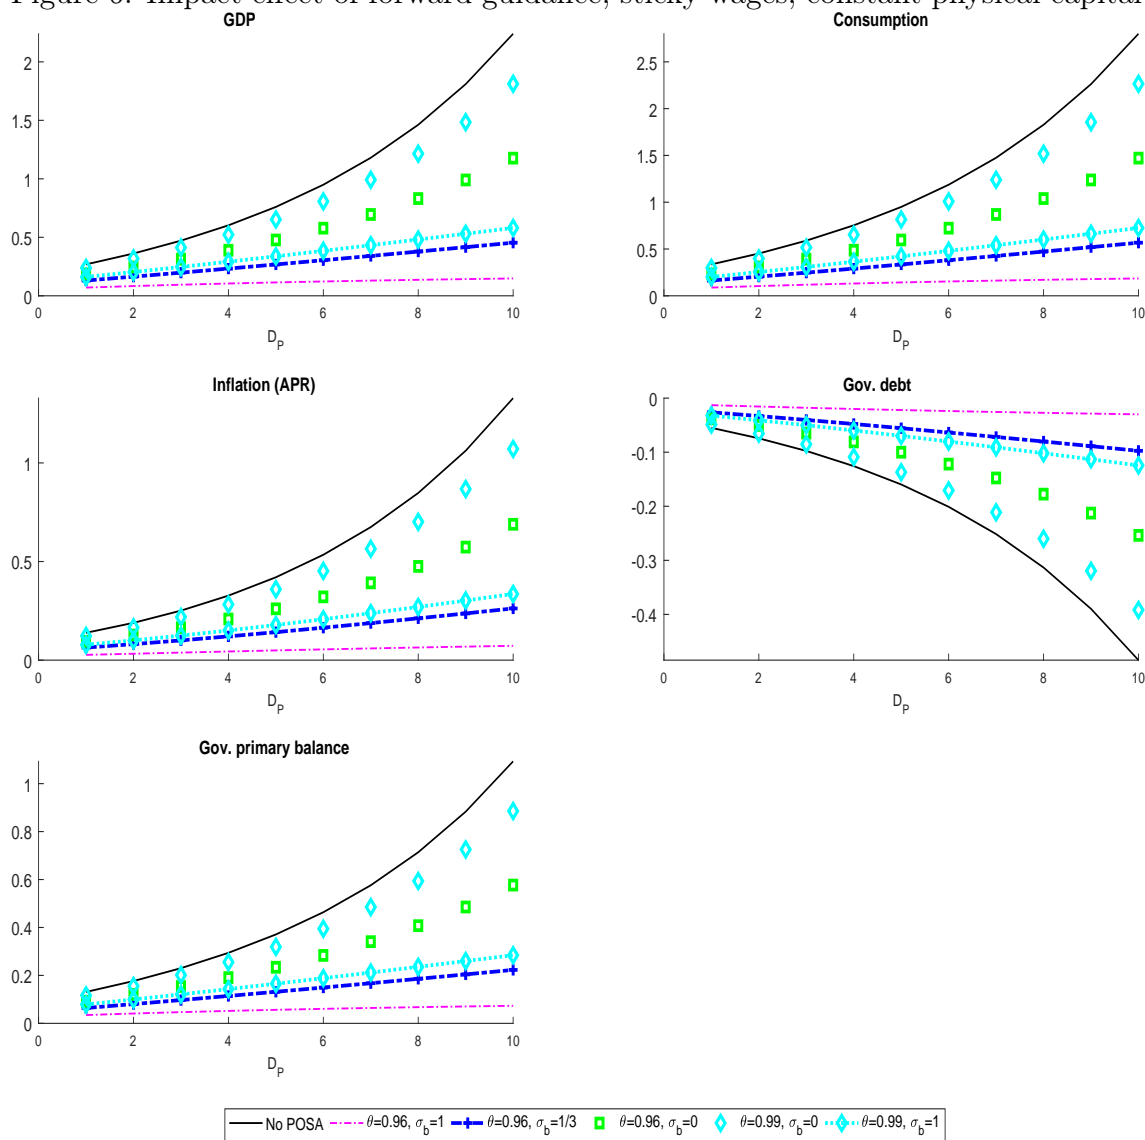 Figure 6: Impact effect of forward guidance, sticky wages, constant physical capital
GDP
2
1.5
1
0.5
0
0 2 4 6 8 10
D_P
Consumption
2.5
2
1.5
1
0.5
0
0 2 4 6 8 10
D_P
Inflation (APR)
1
0.5
0
0 2 4 6 8 10
D_P
Gov. debt
0
-0.1
-0.2
-0.3
-0.4
0 2 4 6 8 10
D_P
Gov. primary balance
1
0.8
0.6
0.4
0.2
0
0 2 4 6 8 10
D_P
No POSA θ=0.96, σ_b=1 θ=0.96, σ_b=1/3 θ=0.96, σ_b=0 θ=0.99, σ_b=0 θ=0.99, σ_b=1